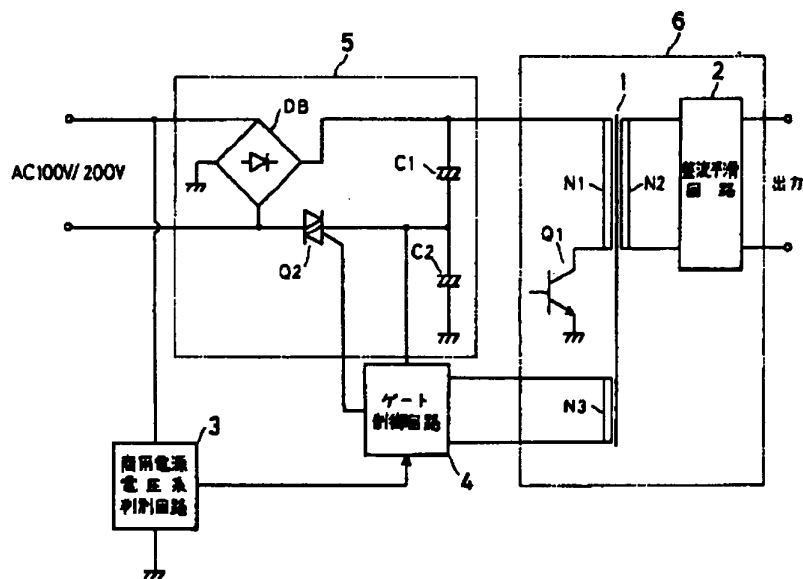 5
6
DB
1
2
AC100V/200V
C1
N1
N2
整流平滑
回路
出力
Q1
Q2
C2
ゲート
制御回路
N3
3
4
商用電源
電圧系
判別回路